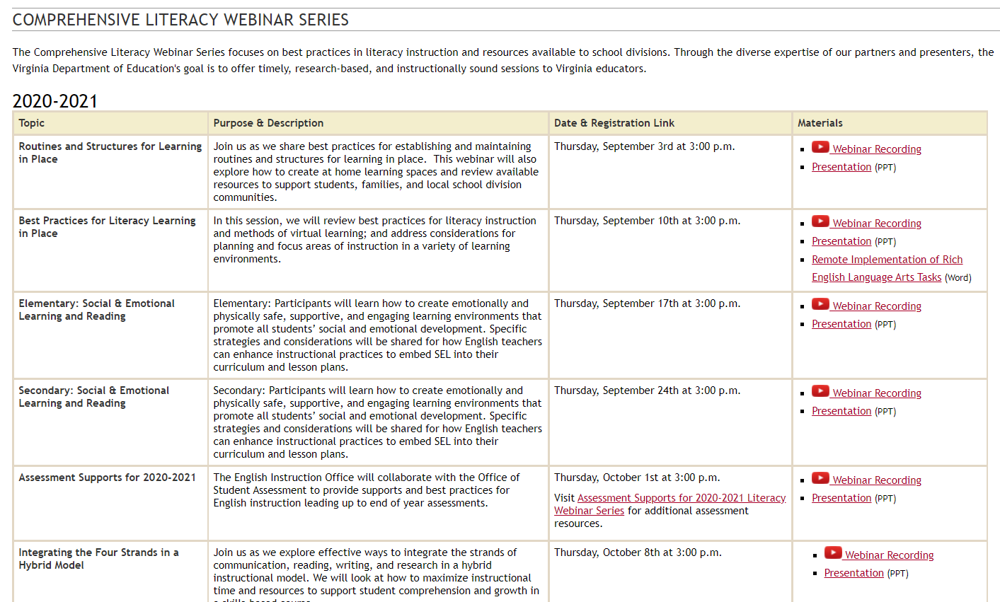 COMPREHENSIVE LITERACY WEBINAR SERIES
The Comprehensive Literacy Webinar Series focuses on best practices in literacy instruction and resources available to school divisions. Through the diverse expertise of our partners and presenters, the
Virginia Department of Education's goal is to offer timely, research-based, and instructionally sound sessions to Virginia educators.
2020-2021
Topic
Purpose & Description
Date & Registration Link
Materials
Routines and Structures for Learning
in Place
Join us as we share best practices for establishing and maintaining
routines and structures for learning in place.  This webinar will also
explore how to create at home learning spaces and review available
resources to support students, families, and local school division
communities.
Thursday, September 3rd at 3:00 p.m.
Webinar Recording
Presentation (PPT)
Best Practices for Literacy Learning
in Place
In this session, we will review best practices for literacy instruction
and methods of virtual learning; and address considerations for
planning and focus areas of instruction in a variety of learning
environments.
Thursday, September 10th at 3:00 p.m.
Webinar Recording
Presentation (PPT)
Remote Implementation of Rich
English Language Arts Tasks (Word)
Elementary: Social & Emotional
Learning and Reading
Elementary: Participants will learn how to create emotionally and
physically safe, supportive, and engaging learning environments that
promote all students’ social and emotional development. Specific
strategies and considerations will be shared for how English teachers
can enhance instructional practices to embed SEL into their
curriculum and lesson plans.
Thursday, September 17th at 3:00 p.m.
Webinar Recording
Presentation (PPT)
Secondary: Social & Emotional
Learning and Reading
Secondary: Participants will learn how to create emotionally and
physically safe, supportive, and engaging learning environments that
promote all students’ social and emotional development. Specific
strategies and considerations will be shared for how English teachers
can enhance instructional practices to embed SEL into their
curriculum and lesson plans.
Thursday, September 24th at 3:00 p.m.
Webinar Recording
Presentation (PPT)
Assessment Supports for 2020-2021
The English Instruction Office will collaborate with the Office of
Student Assessment to provide supports and best practices for
English instruction leading up to end of year assessments.
Thursday, October 1st at 3:00 p.m.
Visit Assessment Supports for 2020-2021 Literacy
Webinar Series for additional assessment
resources.
Webinar Recording
Presentation (PPT)
Integrating the Four Strands in a
Hybrid Model
Join us as we explore effective ways to integrate the strands of
communication, reading, writing, and research in a hybrid
instructional model. We will look at how to maximize instructional
time and resources to support student comprehension and growth in
Thursday, October 8th at 3:00 p.m.
Webinar Recording
Presentation (PPT)